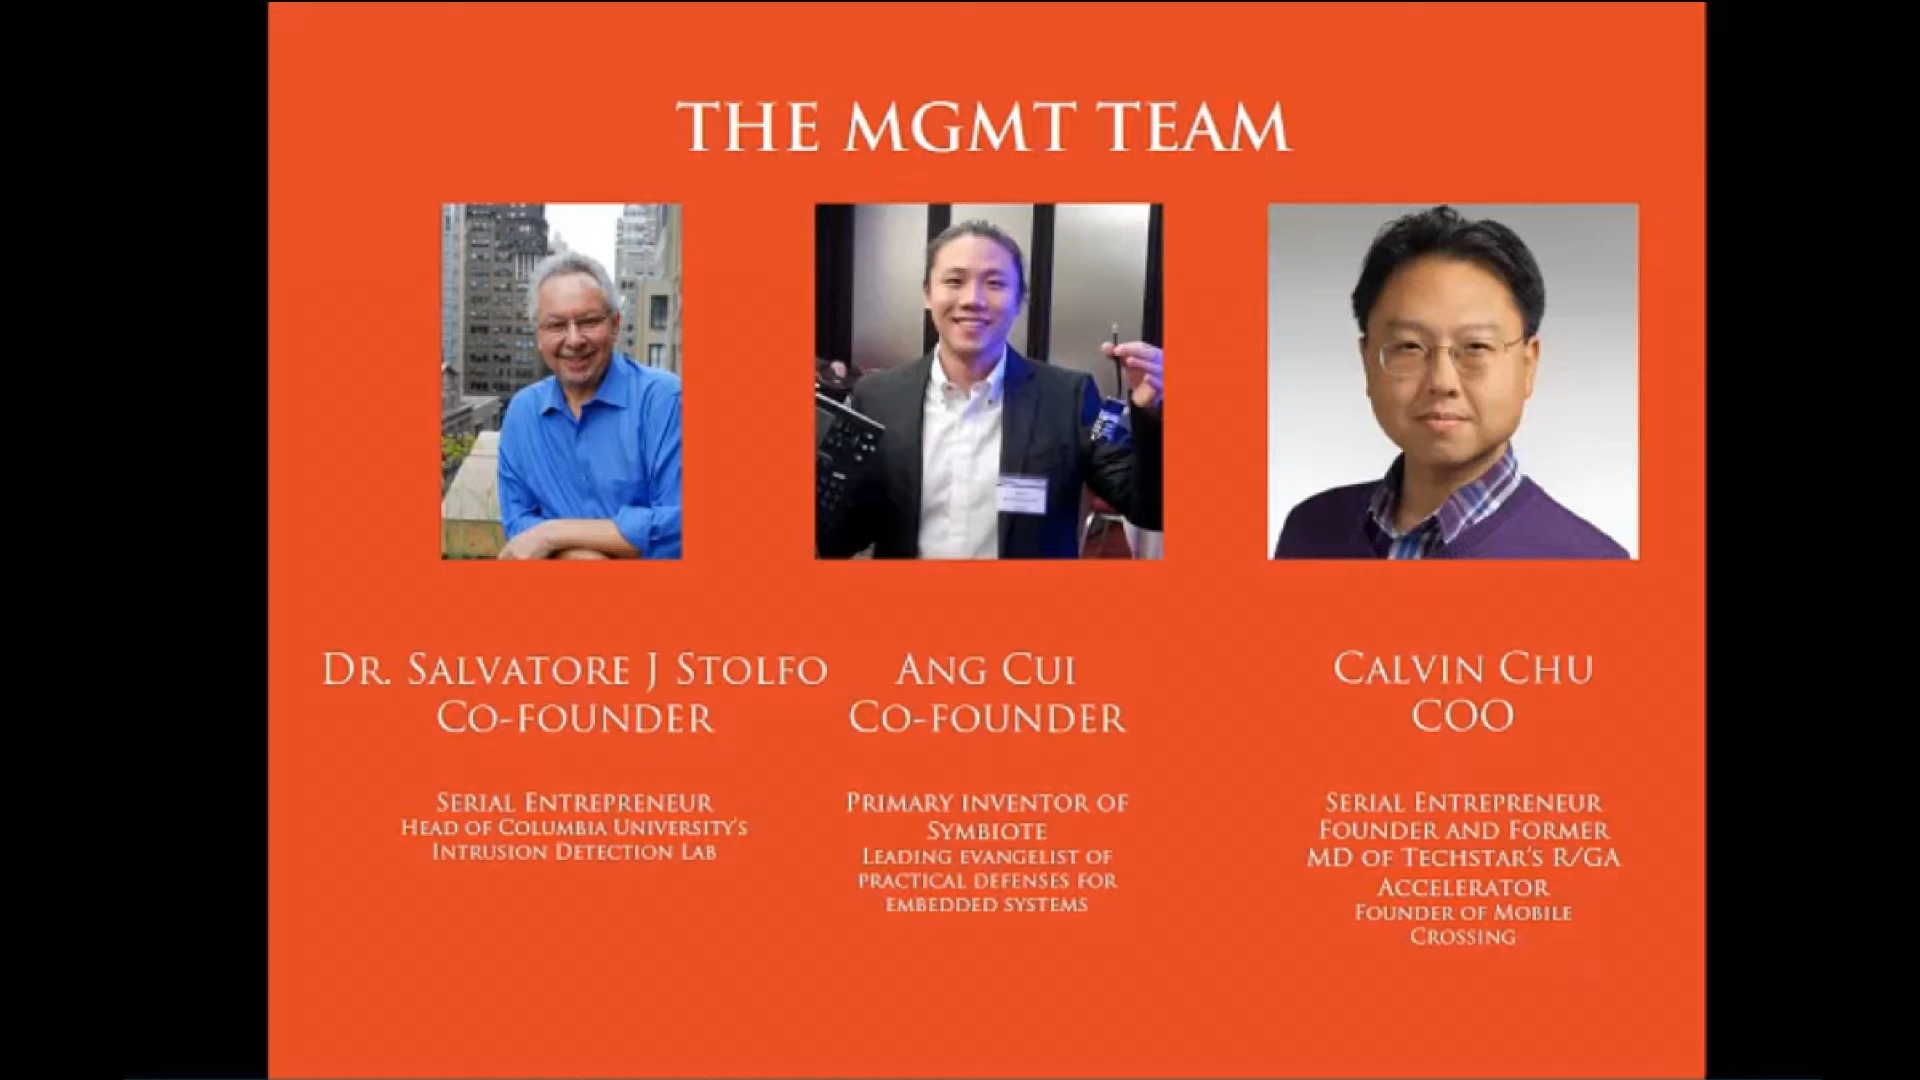 THE MGMT TEAM
DR. SALVATORE J STOLFO
CO-FOUNDER
SERIAL ENTREPRENEUR
HEAD OF COLUMBIA UNIVERSITY'S
INTRUSION DETECTION LAB
ANG CUI
CO-FOUNDER
PRIMARY INVENTOR OF
SYMBIOTE
LEADING EVANGELIST OF
PRACTICAL DEFENSES FOR
EMBEDDED SYSTEMS
CALVIN CHU
COO
SERIAL ENTREPRENEUR
FOUNDER AND FORMER
MD OF TECHSTAR'S R/GA
ACCELERATOR
FOUNDER OF MOBILE
CROSSING